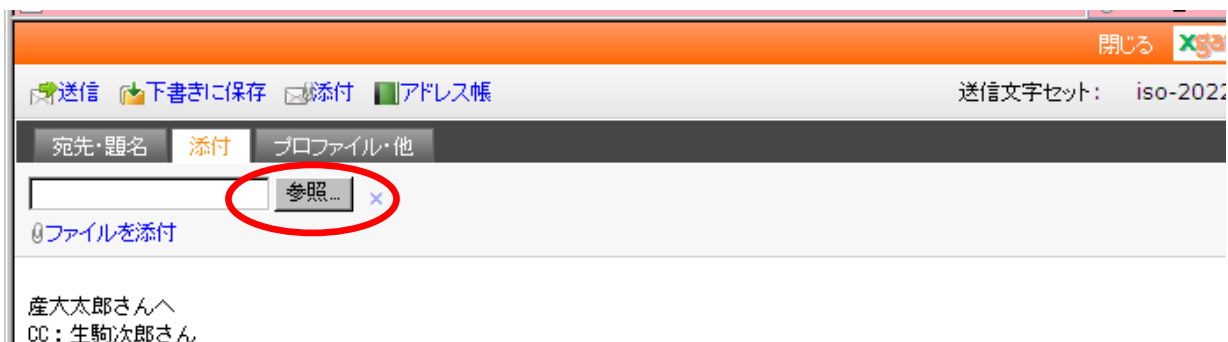 閉じる
送信 下書きに保存 添付 アドレス帳 送信文字セット: iso-2022
宛先・題名 添付 プロファイル・他
参照... ×
ファイルを添付
産大太郎さんへ
CC:生駒次郎さん